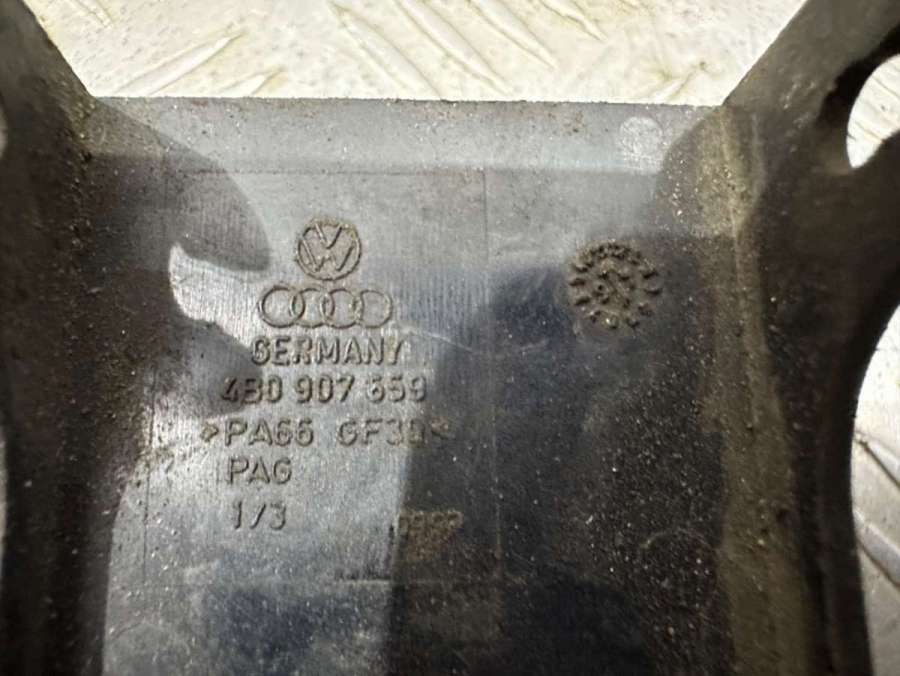 GERMANY
4B0 907 659
>PA66 GF30<
PAG
1/3